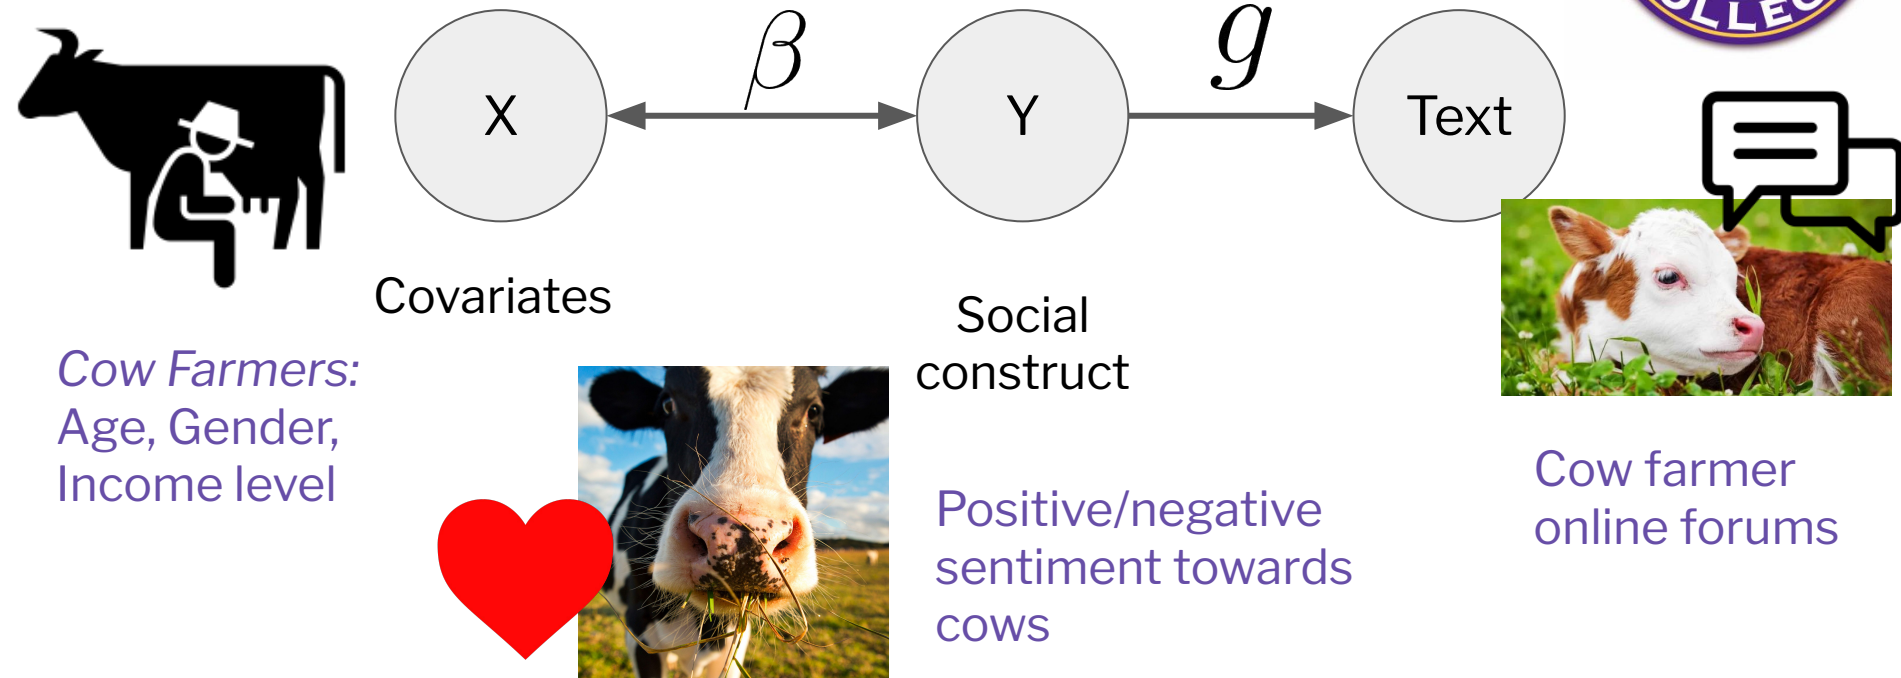 X
β
Y
g
Text
Covariates
Social
construct
Cow Farmers:
Age, Gender,
Income level
Positive/negative
sentiment towards
cows
Cow farmer
online forums